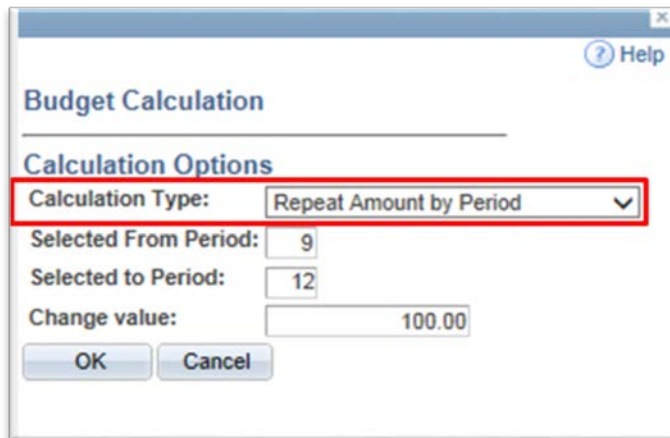 Help
Budget Calculation
Calculation Options
Calculation Type: Repeat Amount by Period
Selected From Period: 9
Selected to Period: 12
Change value: 100.00
OK Cancel